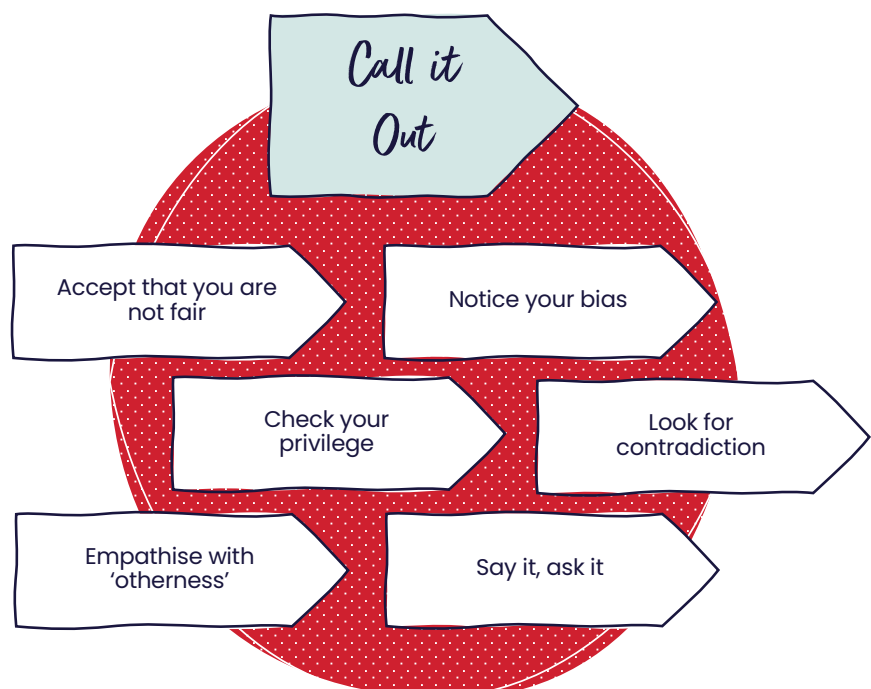 Call it
Out
Accept that you are
not fair
Notice your bias
Check your
privilege
Look for
contradiction
Empathise with
‘otherness’
Say it, ask it